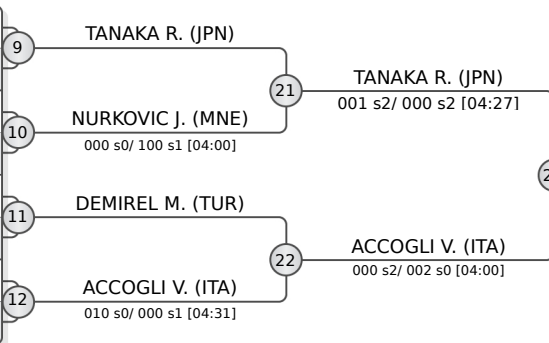 TANAKA R. (JPN)
9
21
TANAKA R. (JPN)
001 s2/ 000 s2 [04:27]
NURKOVIC J. (MNE)
10
000 s0/ 100 s1 [04:00]
DEMIREL M. (TUR)
11
22
ACCOGLI V. (ITA)
000 s2/ 002 s0 [04:00]
ACCOGLI V. (ITA)
12
010 s0/ 000 s1 [04:31]